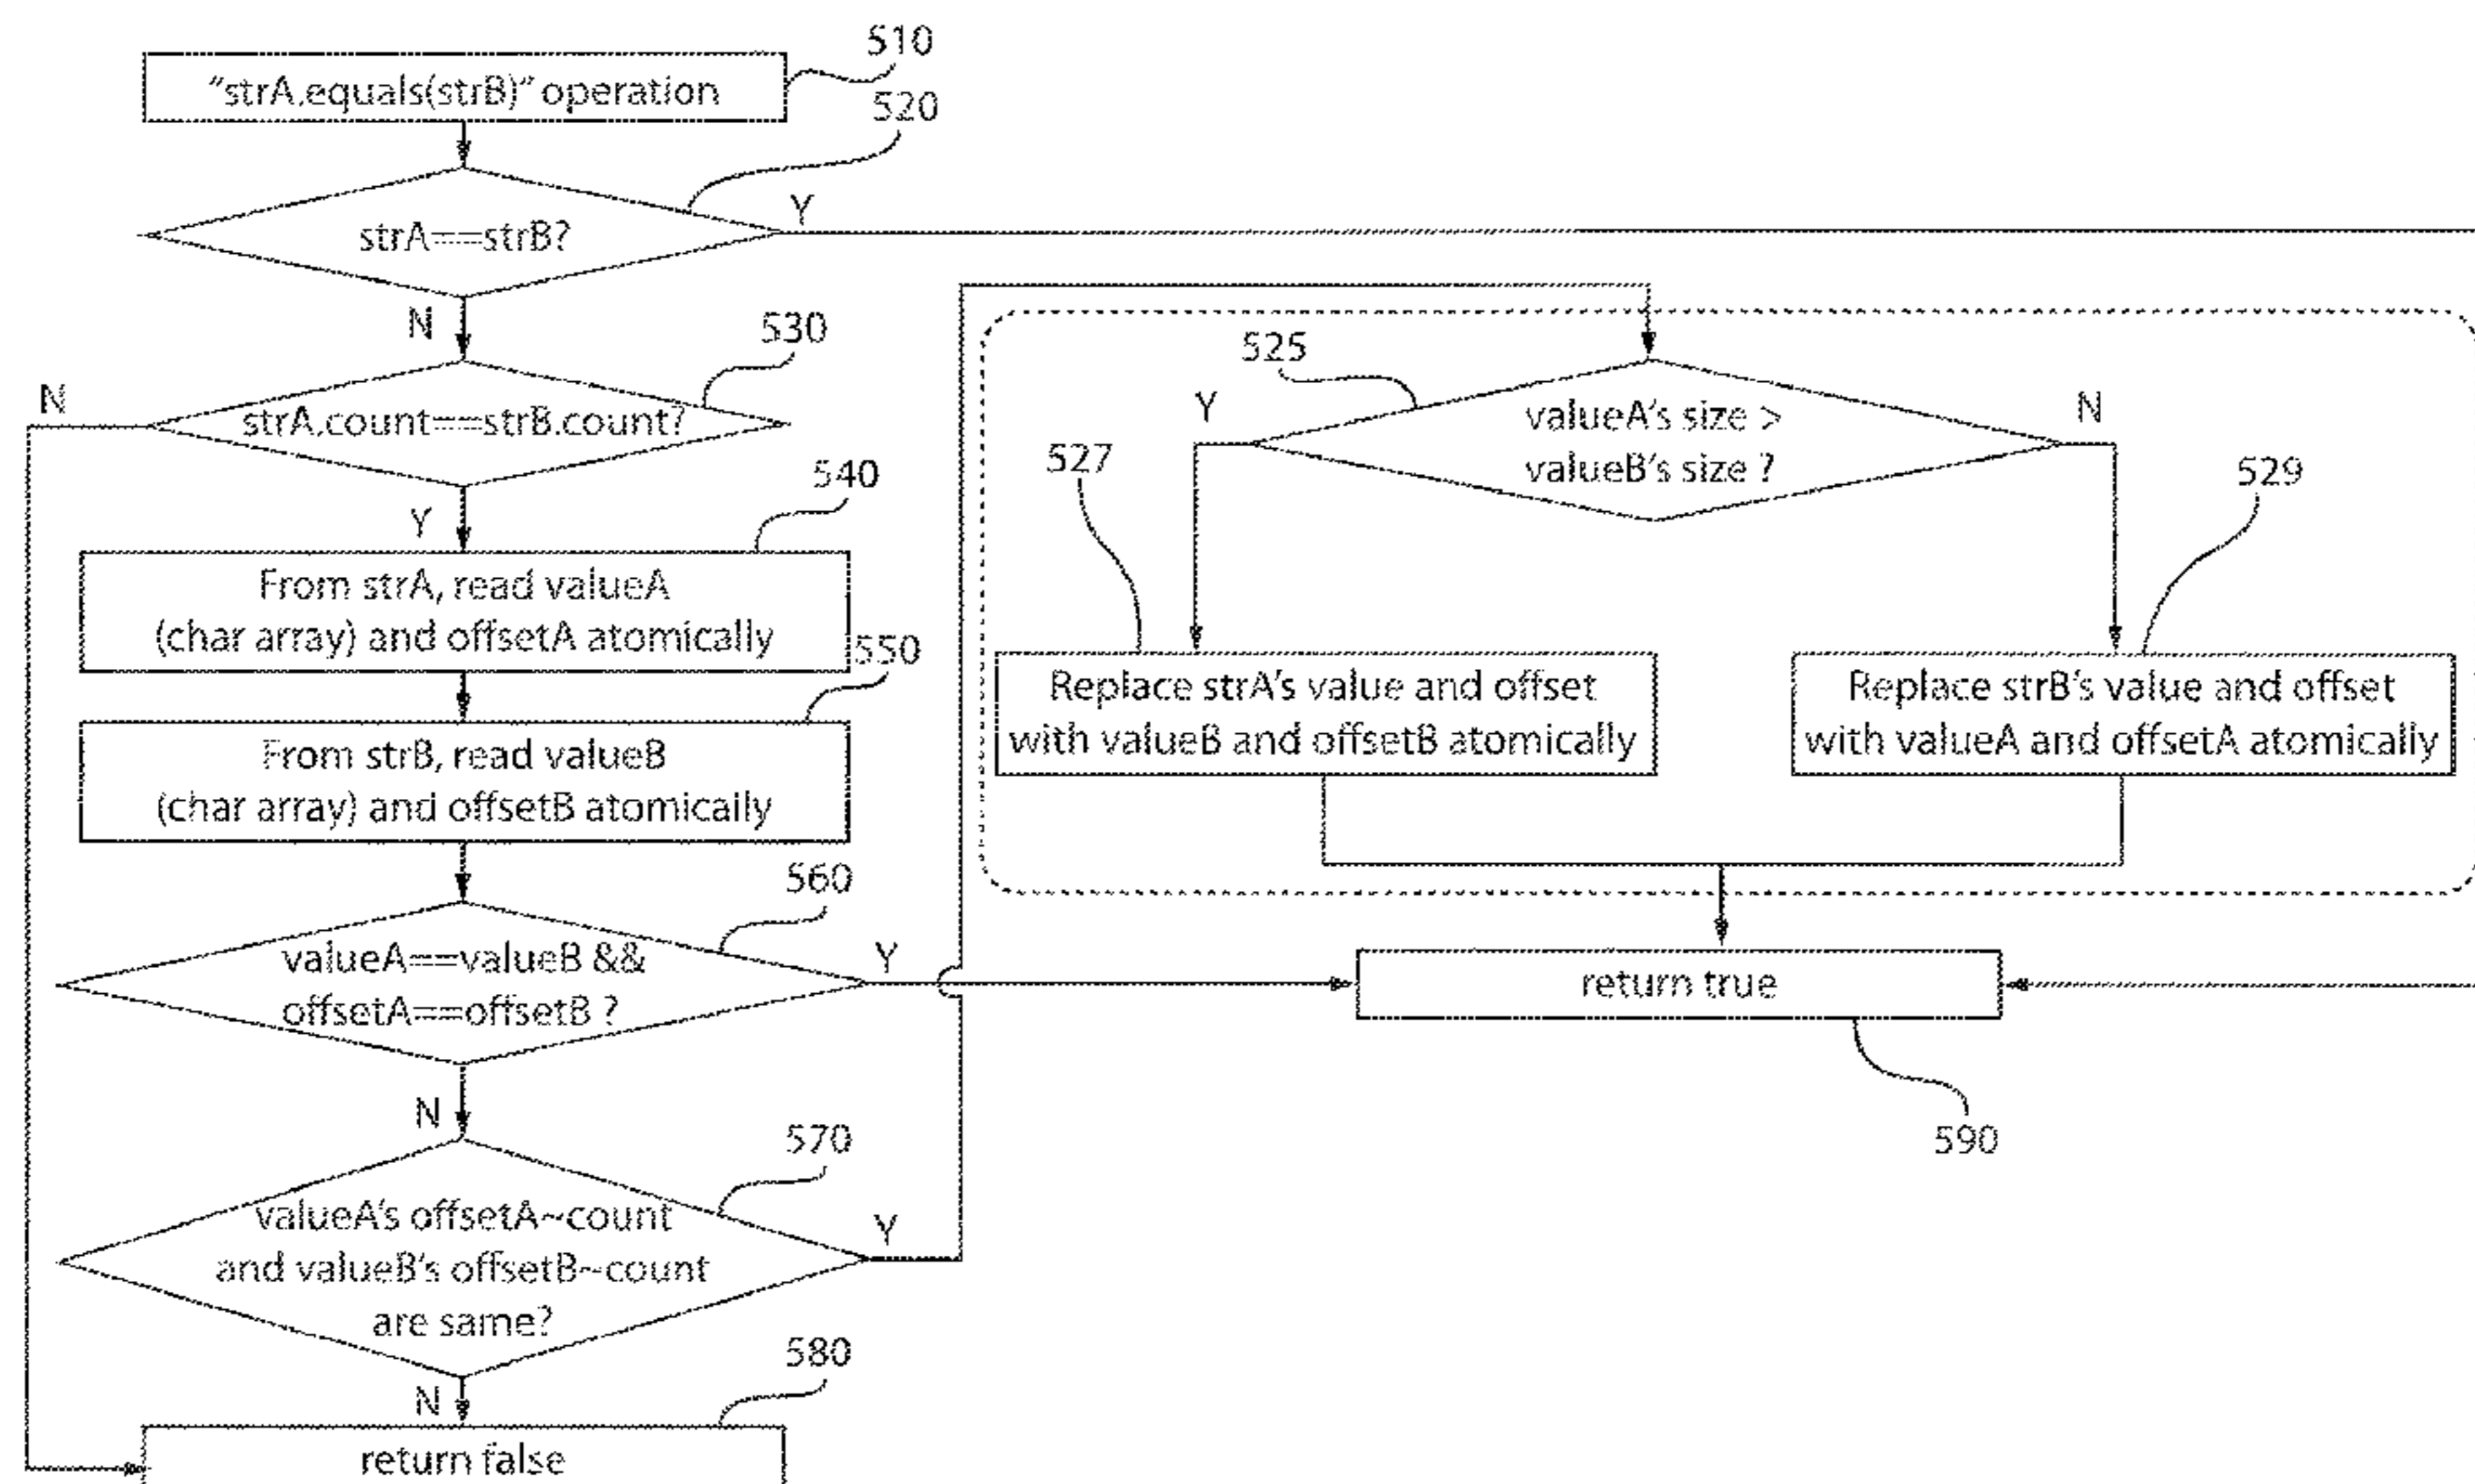 510
"strA.equals(strB)" operation
520
Y
strA==strB?
N
530
N
strA.count==strB.count?
540
Y
From strA, read valueA
(char array) and offsetA atomically
550
From strB, read valueB
(char array) and offsetB atomically
560
valueA==valueB &&
offsetA==offsetB ?
Y
N
570
valueA's offsetA~count
and valueB's offsetB~count
are same?
Y
580
N
return false
525
Y
valueA's size >
valueB's size ?
N
527
529
Replace strA's value and offset
with valueB and offsetB atomically
Replace strB's value and offset
with valueA and offsetA atomically
return true
590